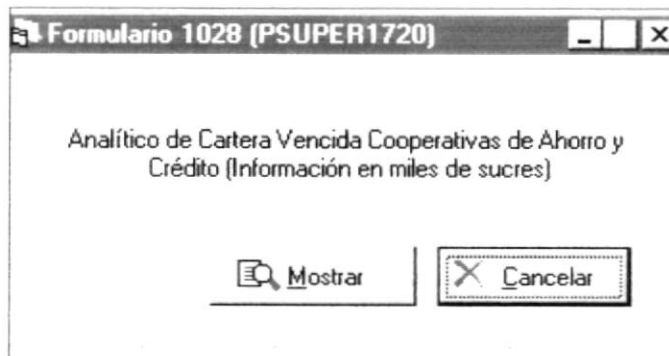 Formulario 1028 (PSUPER1720)
Analítico de Cartera Vencida Cooperativas de Ahorro y
Crédito (Información en miles de sucres)
Mostrar
Cancelar